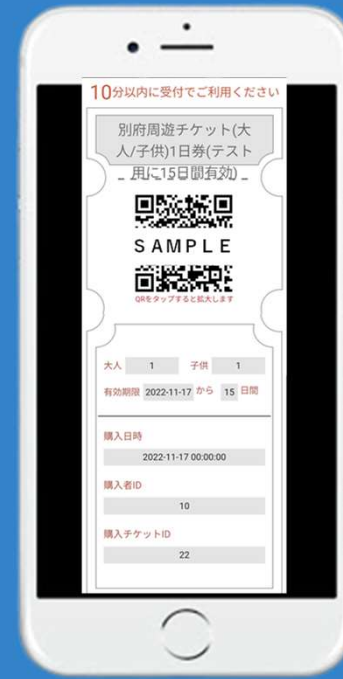 10分以内に受付でご利用ください
別府周遊チケット(大
人/子供)1日券(テスト
用に15日間有効)
SAMPLE
QRをタップすると拡大します
大人 1 子供 1
有効期限 2022-11-17 から 15 日間
購入日時
2022-11-17 00:00:00
購入者ID
10
購入チケットID
22